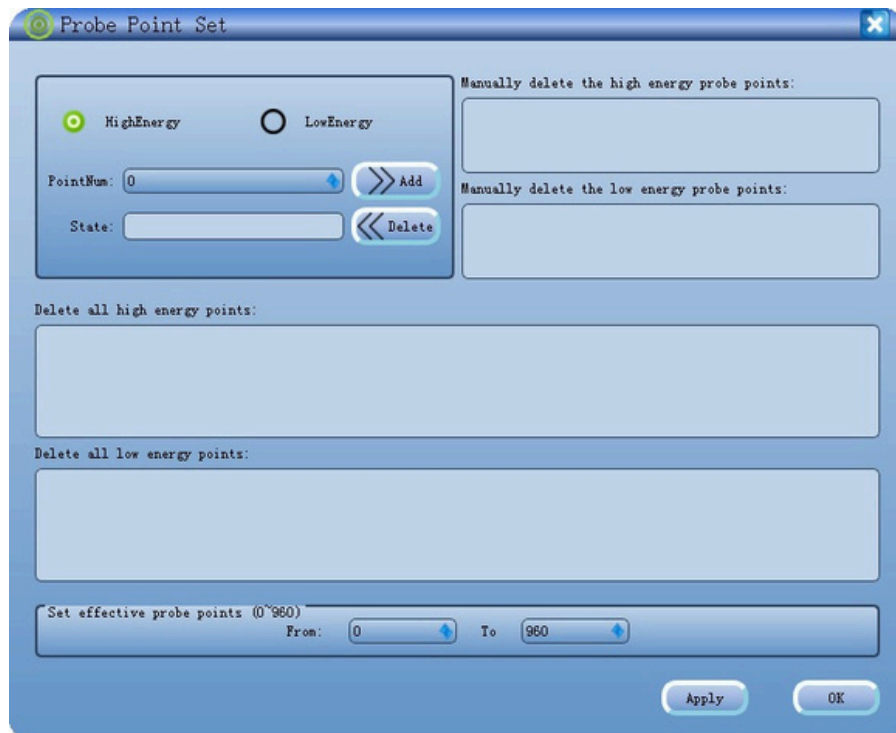 Probe Point Set
HighEnergy
LowEnergy
PointNum: 0
Add
State:
Delete
Manually delete the high energy probe points:
Manually delete the low energy probe points:
Delete all high energy points:
Delete all low energy points:
Set effective probe points (0~960)
From: 0 To 960
Apply
OK